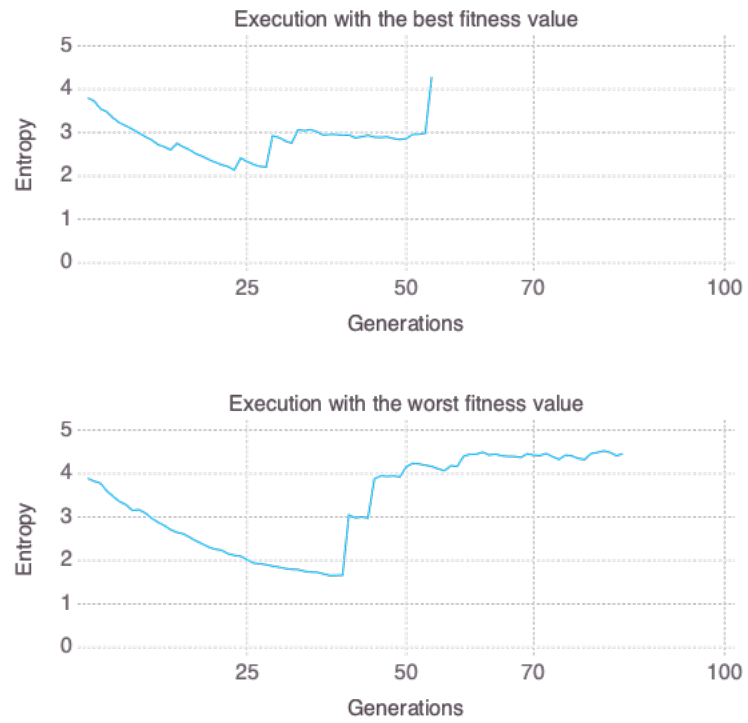 Execution with the best fitness value
5
4
3
2
1
0
Entropy
25 50 70 100
Generations
Execution with the worst fitness value
5
4
3
2
1
0
Entropy
25 50 70 100
Generations